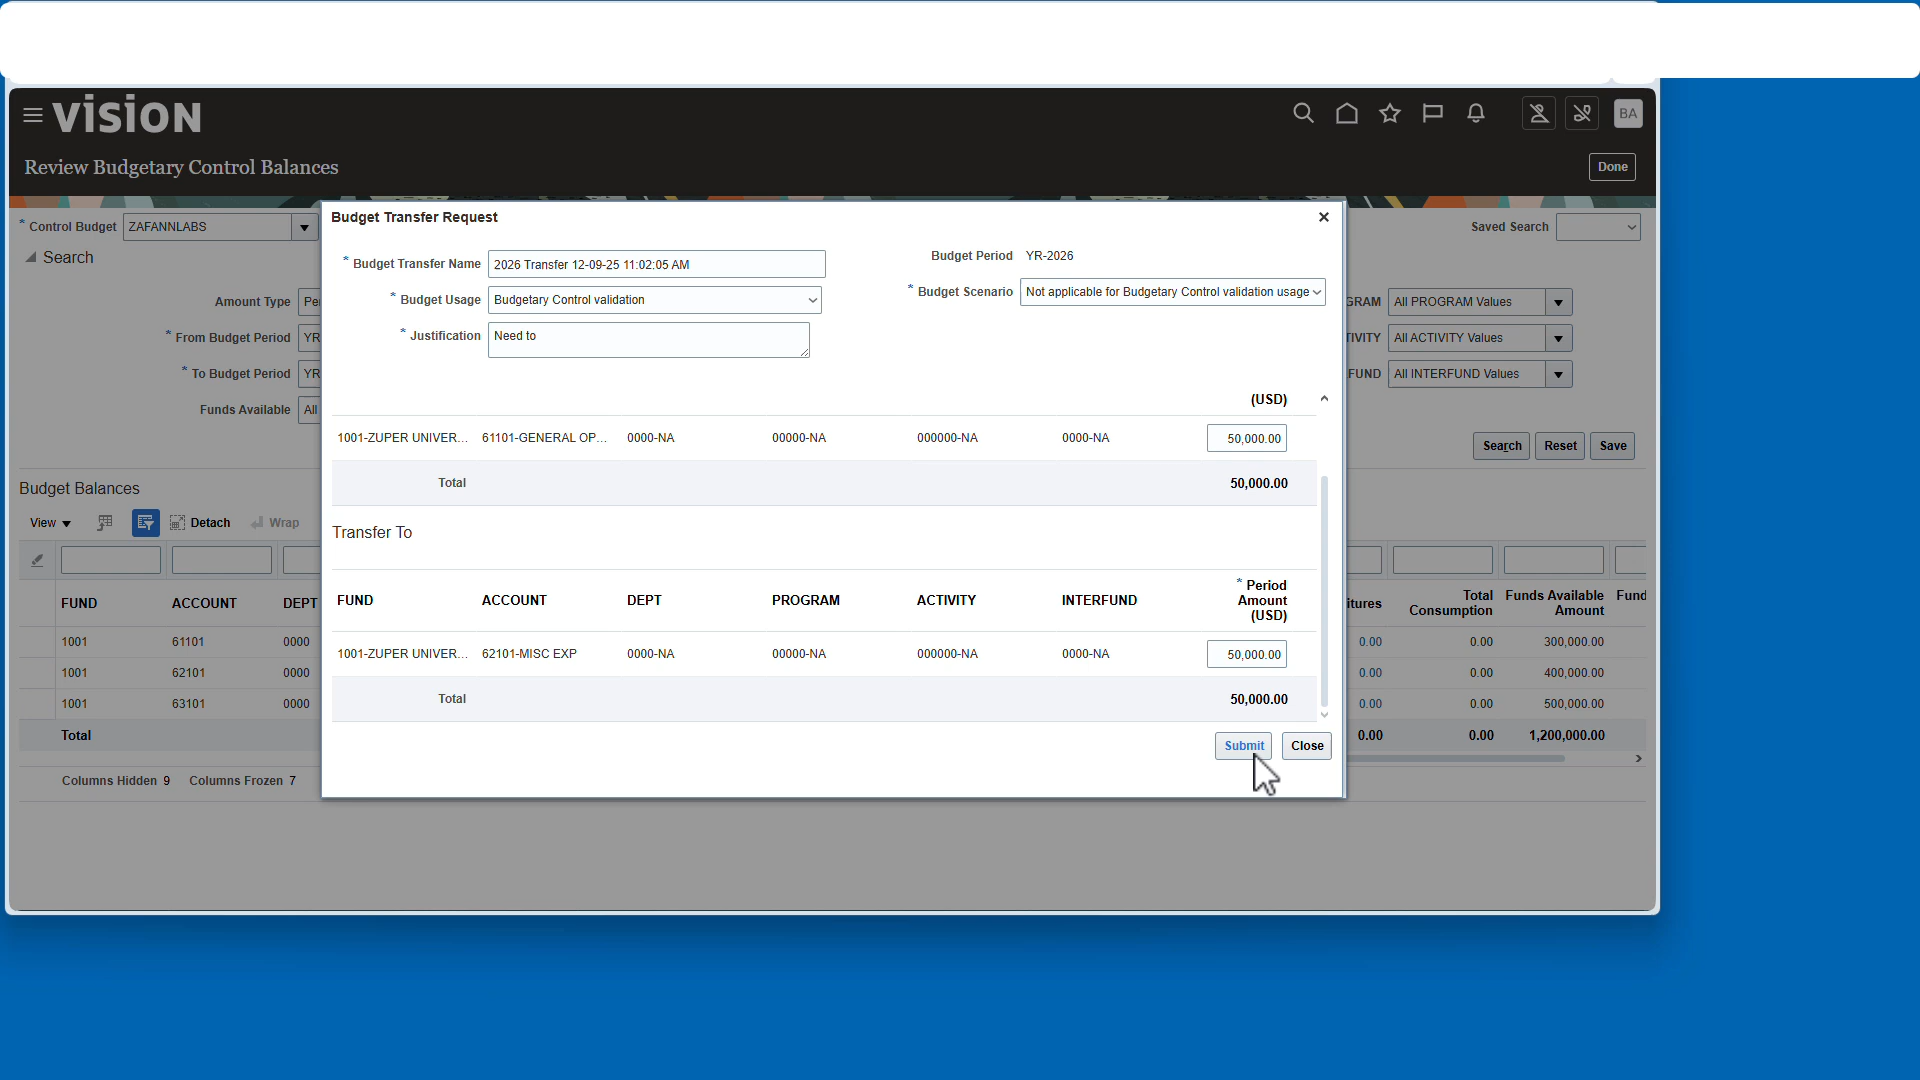 VISION
BA
Review Budgetary Control Balances
Done
* Control Budget ZAFANNLABS
Saved Search
Search
Amount Type
* From Budget Period YR
* To Budget Period YR
Funds Available All
All PROGRAM Values
All ACTIVITY Values
FUND All INTERFUND Values
Search Reset Save
Budget Transfer Request
* Budget Transfer Name 2026 Transfer 12-09-25 11:02:05 AM
Budget Period YR-2026
* Budget Usage Budgetary Control validation
* Budget Scenario Not applicable for Budgetary Control validation usage
* Justification Need to
(USD)
1001-ZUPER UNIVER... 61101-GENERAL OP... 0000-NA 00000-NA 000000-NA 0000-NA 50,000.00
Total 50,000.00
Transfer To
FUND ACCOUNT DEPT PROGRAM ACTIVITY INTERFUND * Period Amount (USD)
1001-ZUPER UNIVER... 62101-MISC EXP 0000-NA 00000-NA 000000-NA 0000-NA 50,000.00
Total 50,000.00
Submit Close
Budget Balances
View Detach Wrap
FUND ACCOUNT DEPT Total Consumption Funds Available Amount Fund
1001 61101 0000 0.00 0.00 300,000.00
1001 62101 0000 0.00 0.00 400,000.00
1001 63101 0000 0.00 0.00 500,000.00
Total 0.00 0.00 1,200,000.00
Columns Hidden 9 Columns Frozen 7